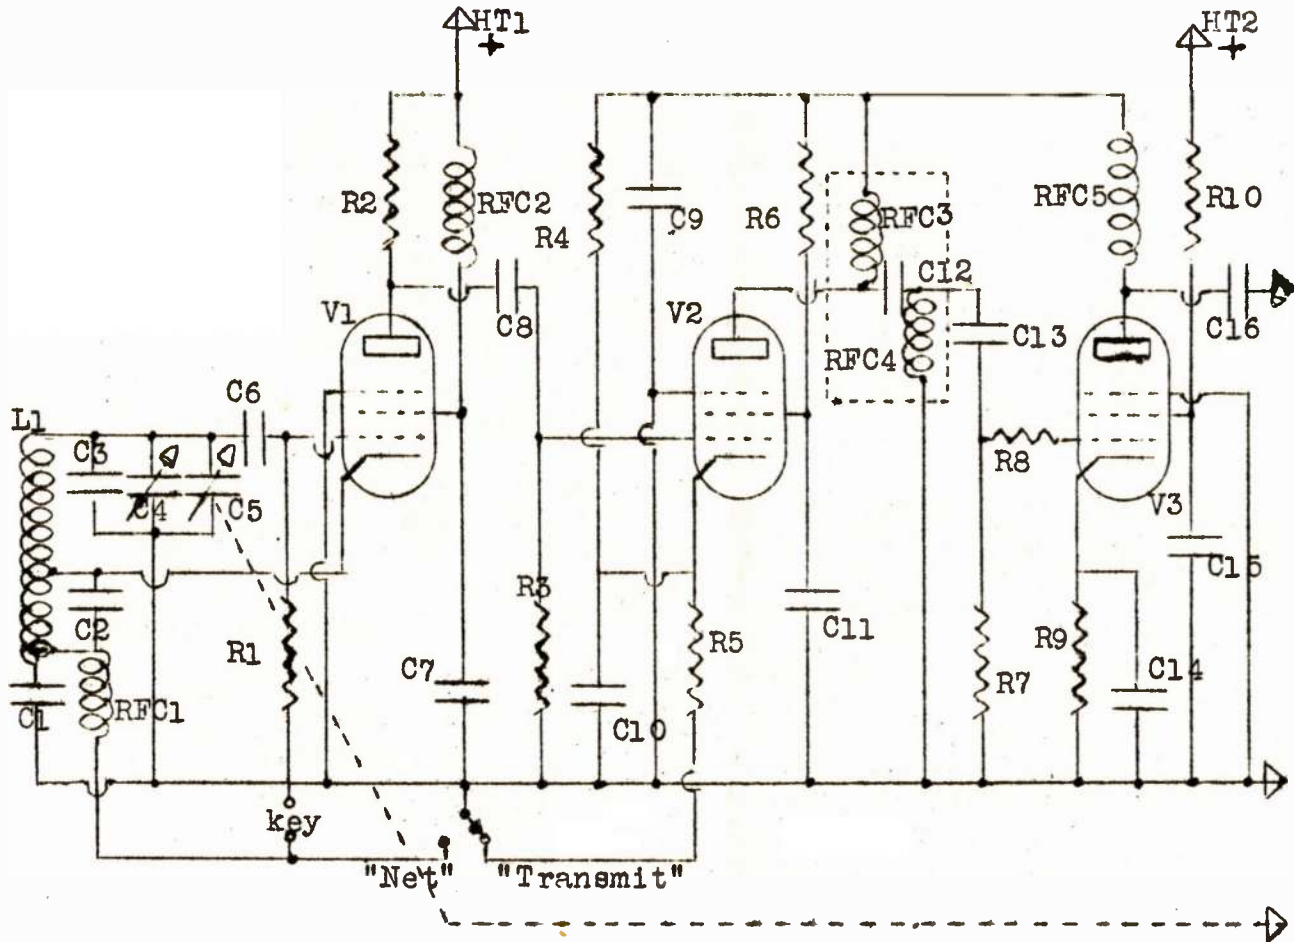 HT1
+
HT2
+
R2
RFC2
R4
C9
R6
RFC3
RFC5
R10
C8
C12
V1
V2
RFC4
C13
C16
C6
L1
C3
C4
C5
R8
V3
C15
C2
R1
R3
C7
R5
C11
R7
R9
C14
C1
RFC1
C10
key
"Net"
"Transmit"